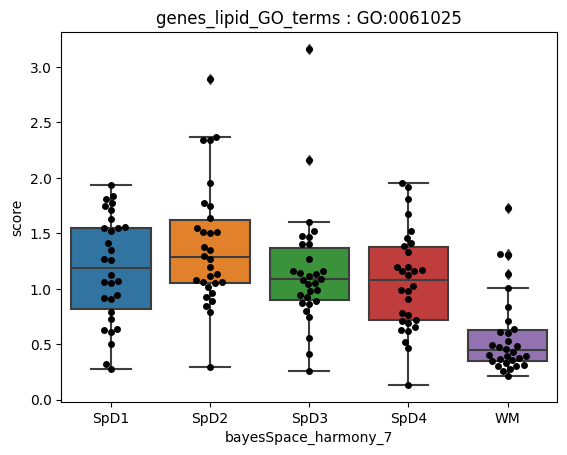 genes_lipid_GO_terms : GO:0061025
3.0
2.5
2.0
1.5
1.0
0.5
0.0
score
SpD1 SpD2 SpD3 SpD4 WM
bayesSpace_harmony_7